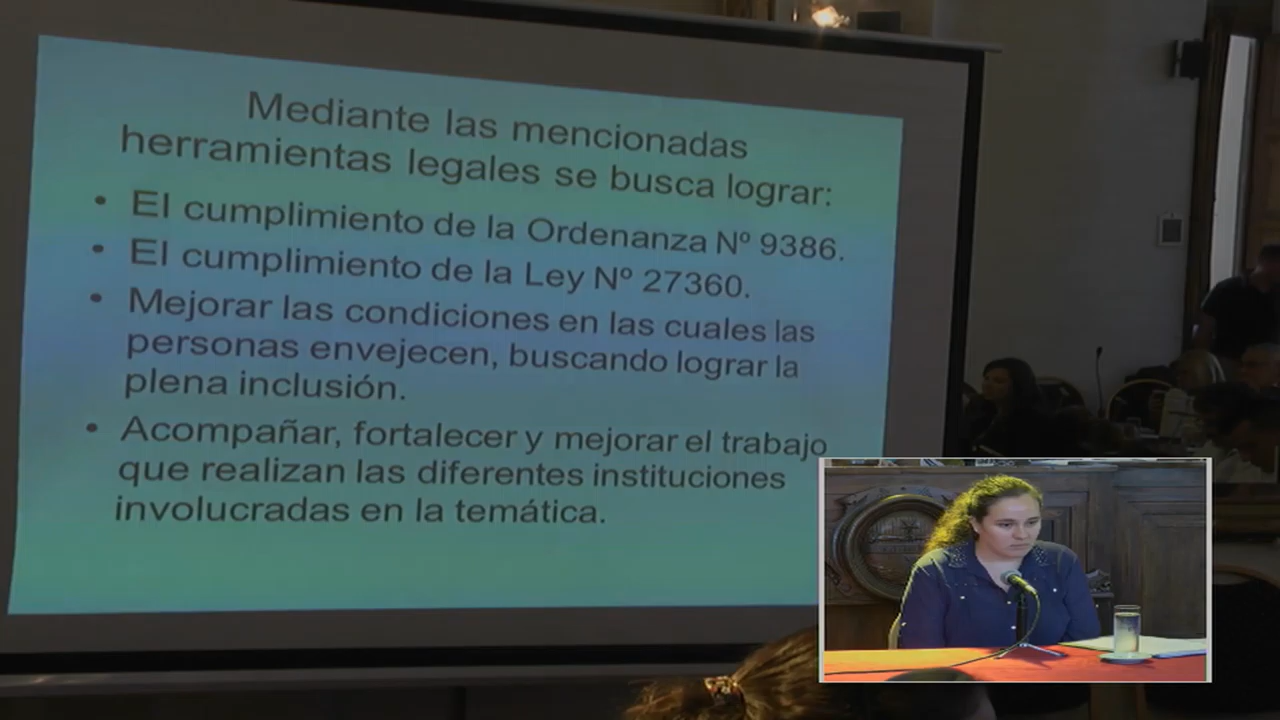 Mediante las mencionadas
herramientas legales se busca lograr:
• El cumplimiento de la Ordenanza Nº 9386.
• El cumplimiento de la Ley Nº 27360.
• Mejorar las condiciones en las cuales las
personas envejecen, buscando lograr la
plena inclusión.
• Acompañar, fortalecer y mejorar el trabajo
que realizan las diferentes instituciones
involucradas en la temática.